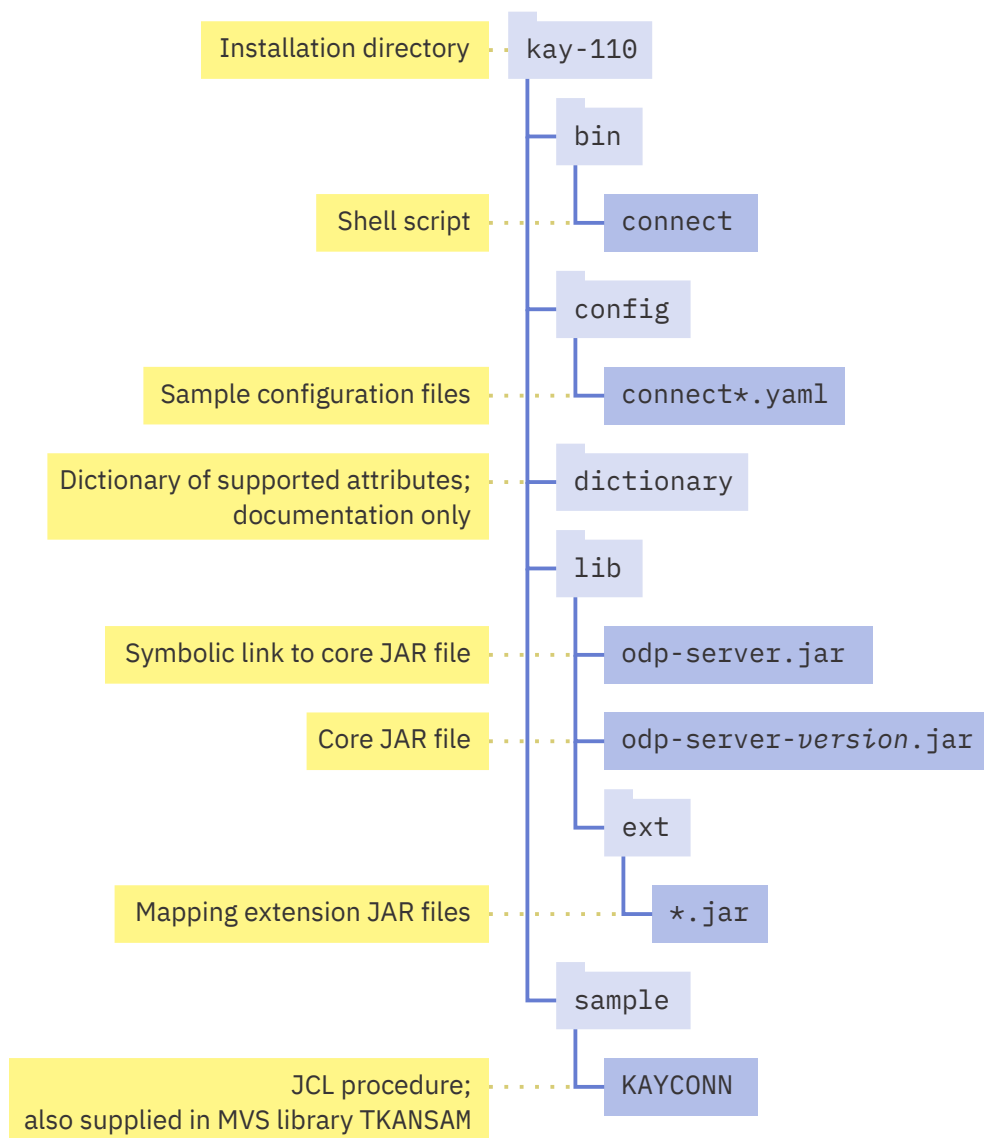 Installation directory
kay-110
bin
Shell script
connect
config
Sample configuration files
connect*.yaml
Dictionary of supported attributes;
documentation only
dictionary
lib
Symbolic link to core JAR file
odp-server.jar
Core JAR file
odp-server-version.jar
ext
Mapping extension JAR files
*.jar
sample
JCL procedure;
also supplied in MVS library TKANSAM
KAYCONN